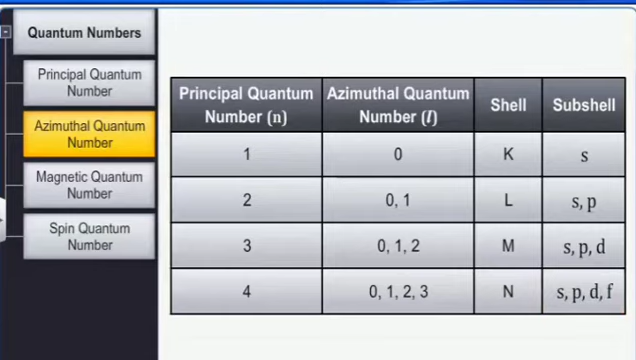 Quantum Numbers
Principal Quantum
Number
Azimuthal Quantum
Number
Magnetic Quantum
Number
Spin Quantum
Number
Principal Quantum Number (n) Azimuthal Quantum Number (l) Shell Subshell
1 0 K s
2 0, 1 L s, p
3 0, 1, 2 M s, p, d
4 0, 1, 2, 3 N s, p, d, f